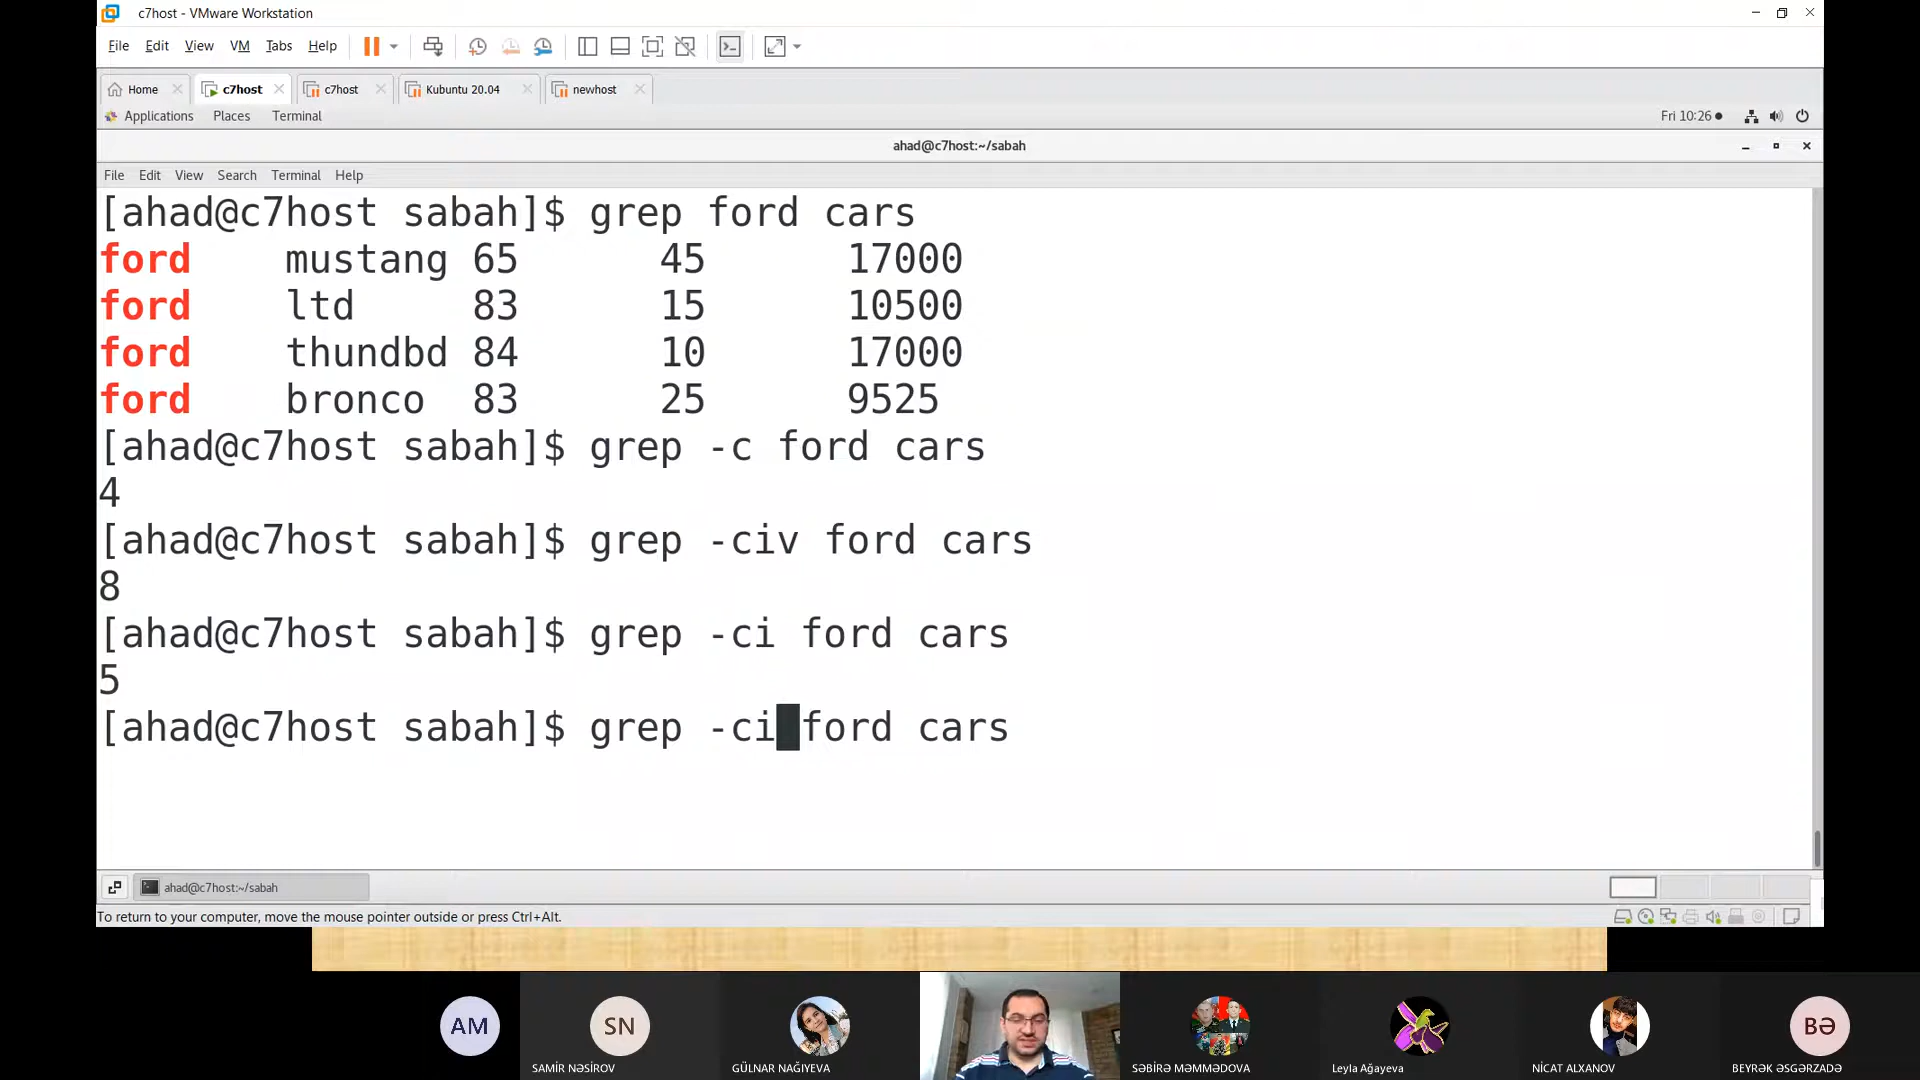 c7host - VMware Workstation
File Edit View VM Tabs Help
Home c7host c7host Kubuntu 20.04 newhost
Applications Places Terminal Fri 10:26
ahad@c7host:~/sabah
File Edit View Search Terminal Help
[ahad@c7host sabah]$ grep ford cars
ford mustang 65 45 17000
ford ltd 83 15 10500
ford thundbd 84 10 17000
ford bronco 83 25 9525
[ahad@c7host sabah]$ grep -c ford cars
4
[ahad@c7host sabah]$ grep -civ ford cars
8
[ahad@c7host sabah]$ grep -ci ford cars
5
[ahad@c7host sabah]$ grep -ci ford cars
ahad@c7host:~/sabah
To return to your computer, move the mouse pointer outside or press Ctrl+Alt.
AM SN BƏ
SAMİR NƏSİROV GÜLNAR NAĞIYEVA SƏBİRƏ MƏMMƏDOVA Leyla Ağayeva NİCAT ALXANOV BEYRƏK ƏSGƏRZADƏ